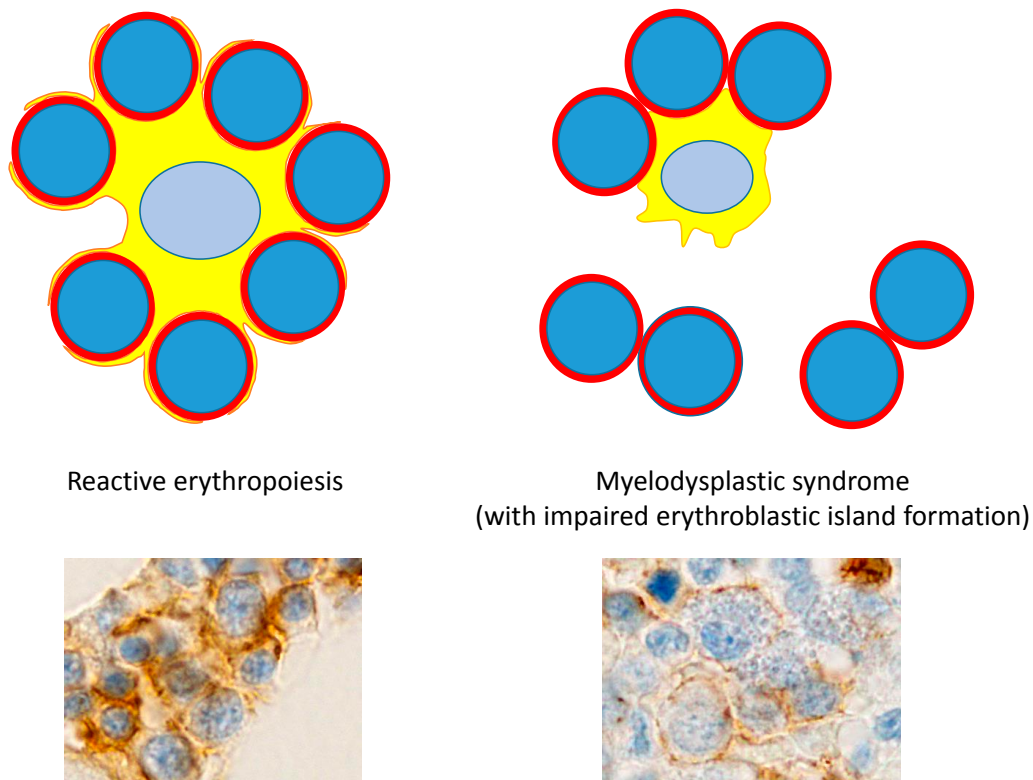 Reactive erythropoiesis
Myelodysplastic syndrome
(with impaired erythroblastic island formation)